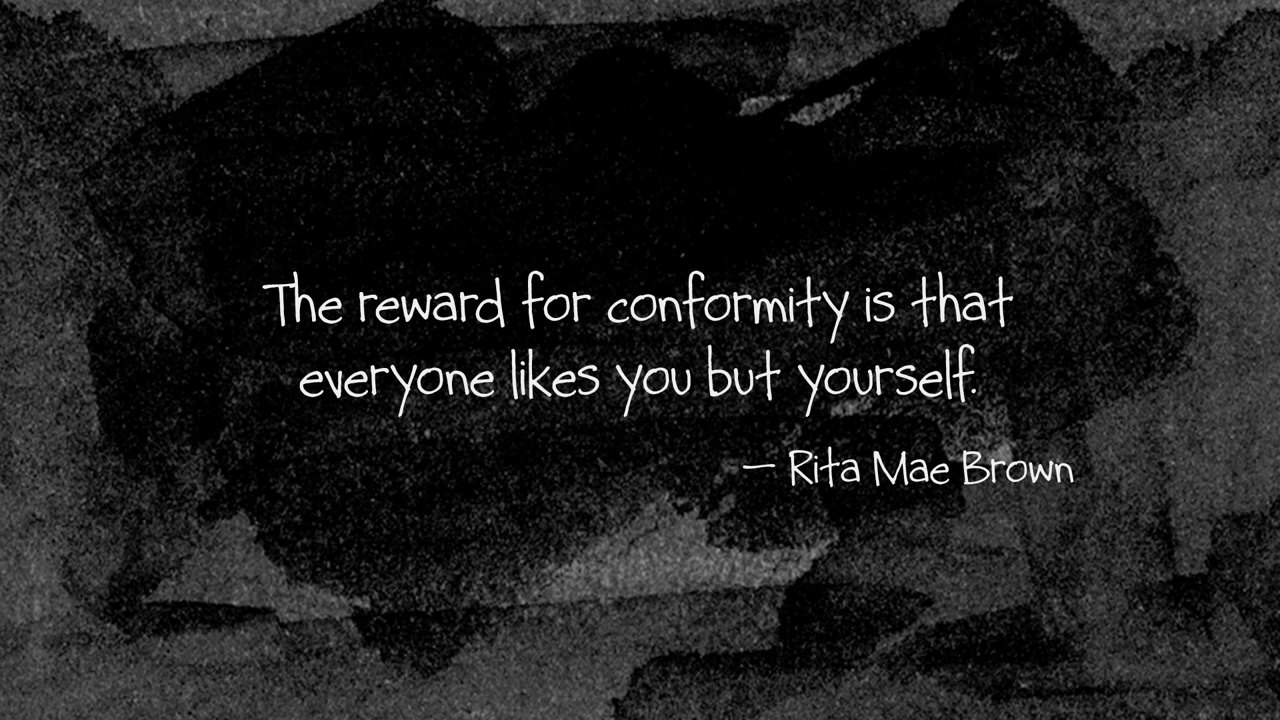 The reward for conformity is that
everyone likes you but yourself.
— Rita Mae Brown